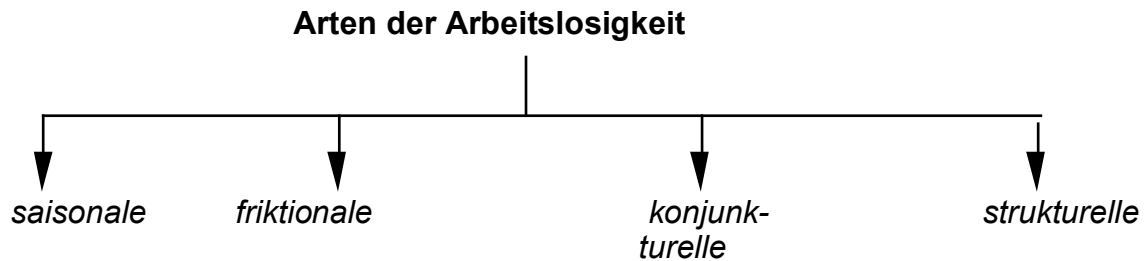 Arten der Arbeitslosigkeit
saisonale friktionale konjunk- strukturelle
turelle